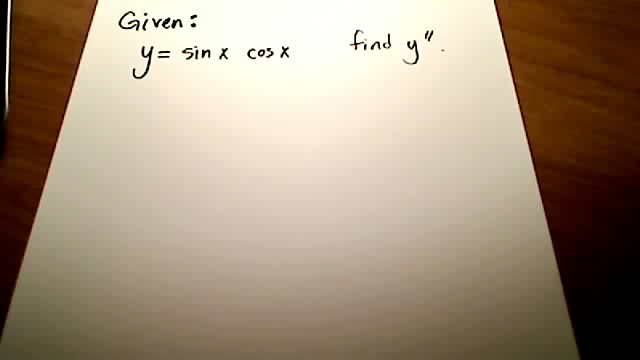 Given:
y = sin x cos x find y".